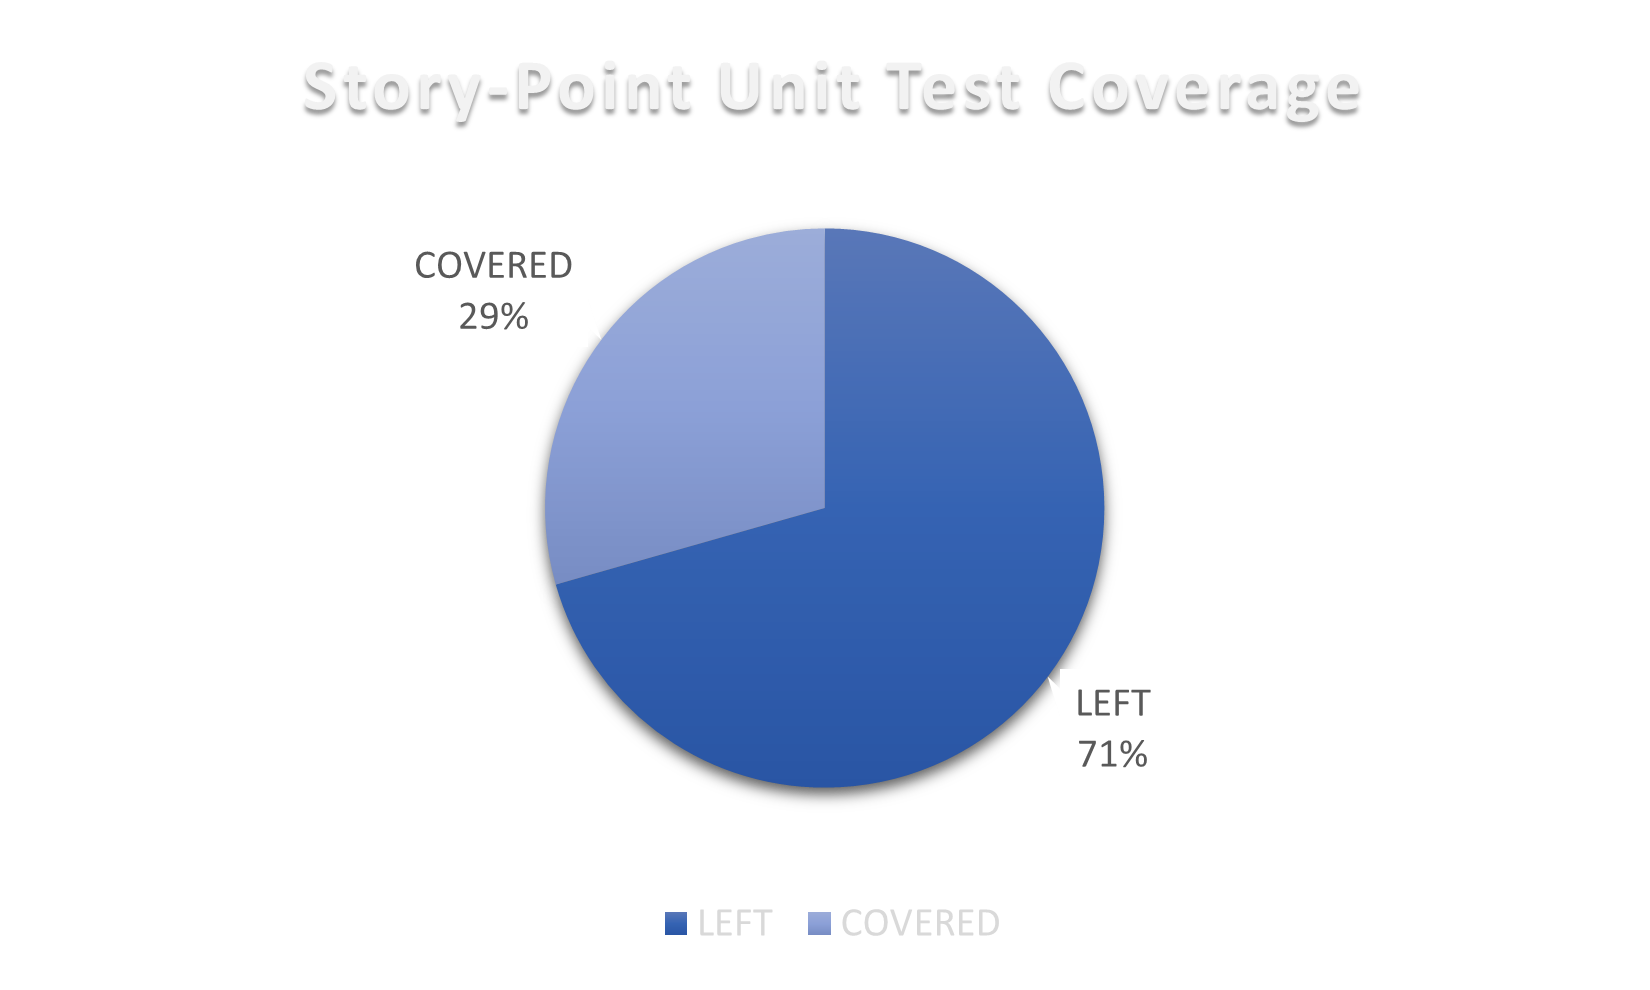 Story-Point Unit Test Coverage
COVERED
29%
LEFT
71%
LEFT COVERED